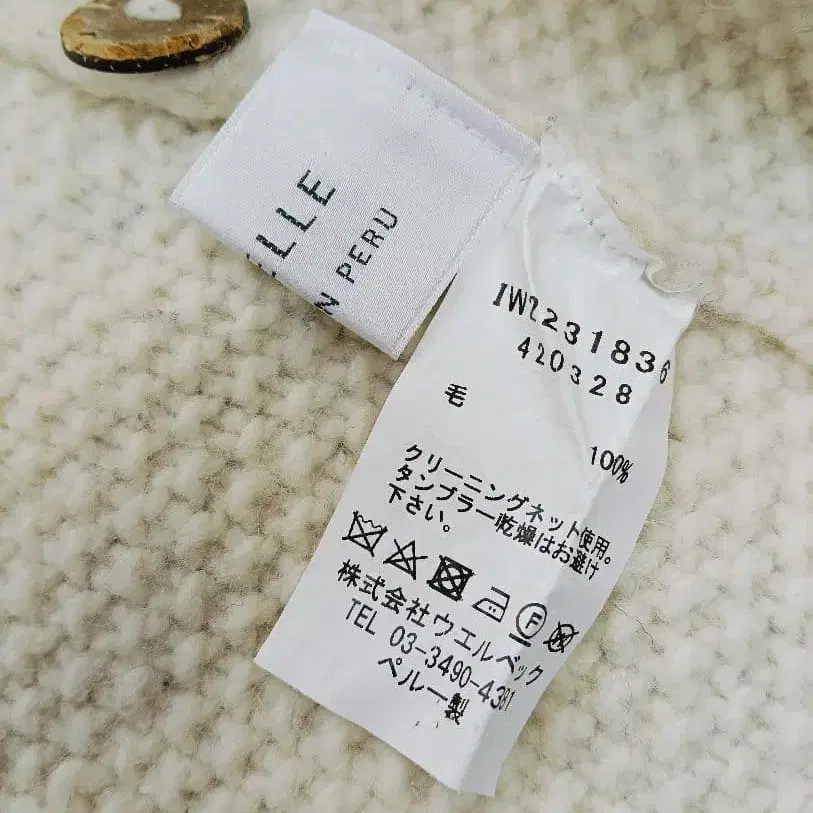 ELLE
N PERU
IW2231836
420328
毛
100%
クリーニングネット使用。
タンブラー乾燥はお避け
下さい。
F
株式会社ウエルベック
TEL 03-3490-4381
ペルー製